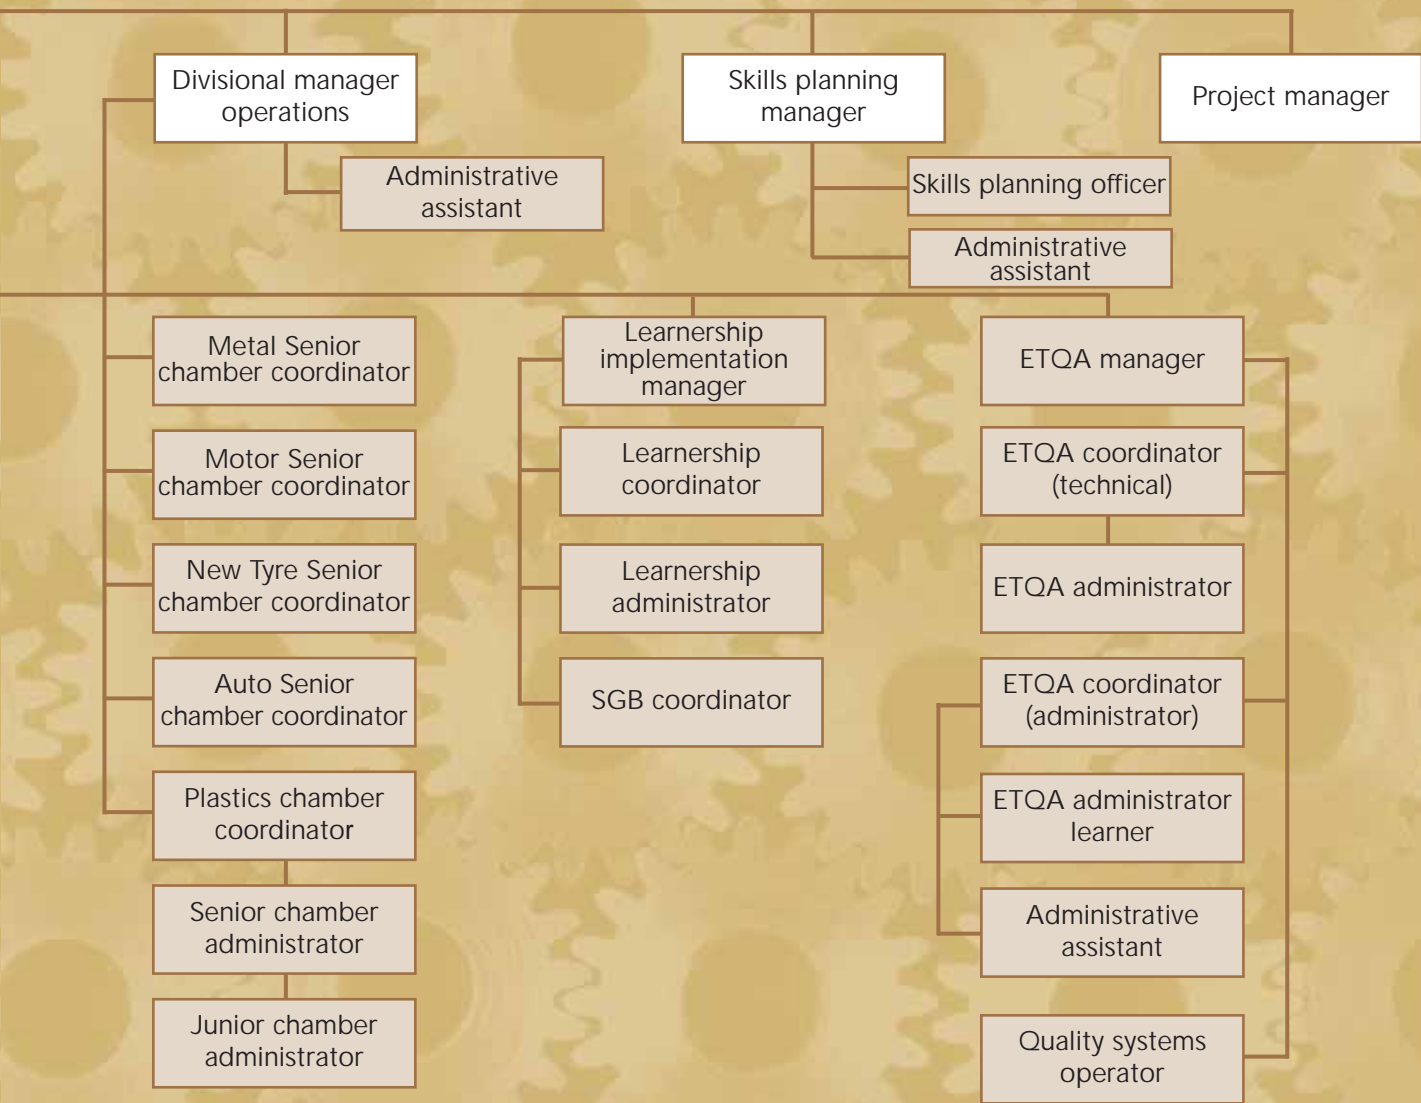 Divisional manager
operations
Skills planning
manager
Project manager
Administrative
assistant
Skills planning officer
Administrative
assistant
Metal Senior
chamber coordinator
Motor Senior
chamber coordinator
New Tyre Senior
chamber coordinator
Auto Senior
chamber coordinator
Plastics chamber
coordinator
Senior chamber
administrator
Junior chamber
administrator
Learnership
implementation
manager
Learnership
coordinator
Learnership
administrator
SGB coordinator
ETQA manager
ETQA coordinator
(technical)
ETQA administrator
ETQA coordinator
(administrator)
ETQA administrator
learner
Administrative
assistant
Quality systems
operator